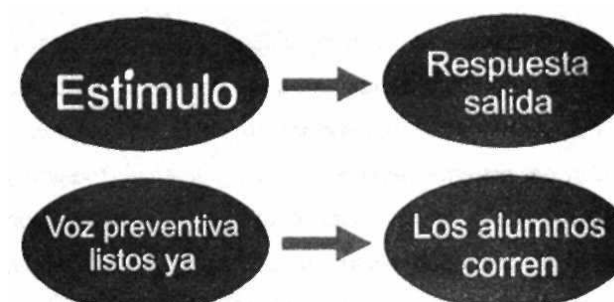 Estimulo
Respuesta
salida
Voz preventiva
listos ya
Los alumnos
corren